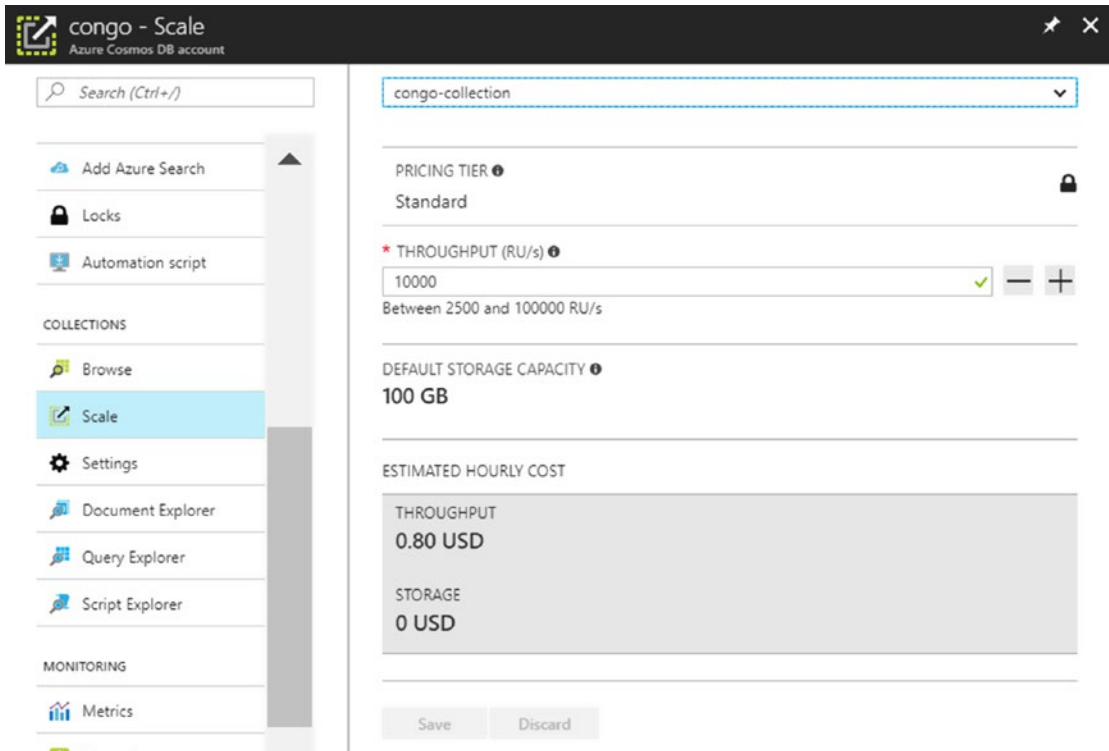 congo - Scale
Azure Cosmos DB account
Search (Ctrl+/)
Add Azure Search
Locks
Automation script
COLLECTIONS
Browse
Scale
Settings
Document Explorer
Query Explorer
Script Explorer
MONITORING
Metrics
congo-collection
PRICING TIER
Standard
* THROUGHPUT (RU/s)
10000
Between 2500 and 100000 RU/s
DEFAULT STORAGE CAPACITY
100 GB
ESTIMATED HOURLY COST
THROUGHPUT
0.80 USD
STORAGE
0 USD
Save Discard